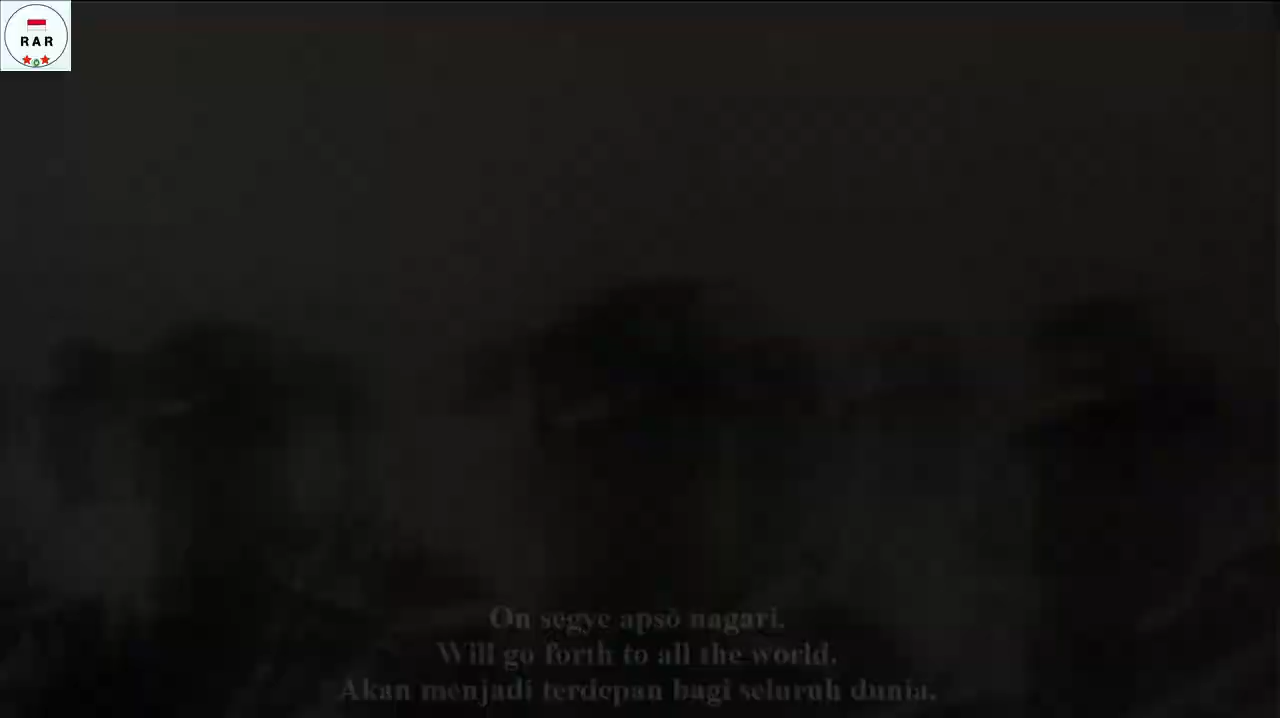 RAR
On segye apsŏ nagari.
Will go forth to all the world.
Akan menjadi terdepan bagi seluruh dunia.